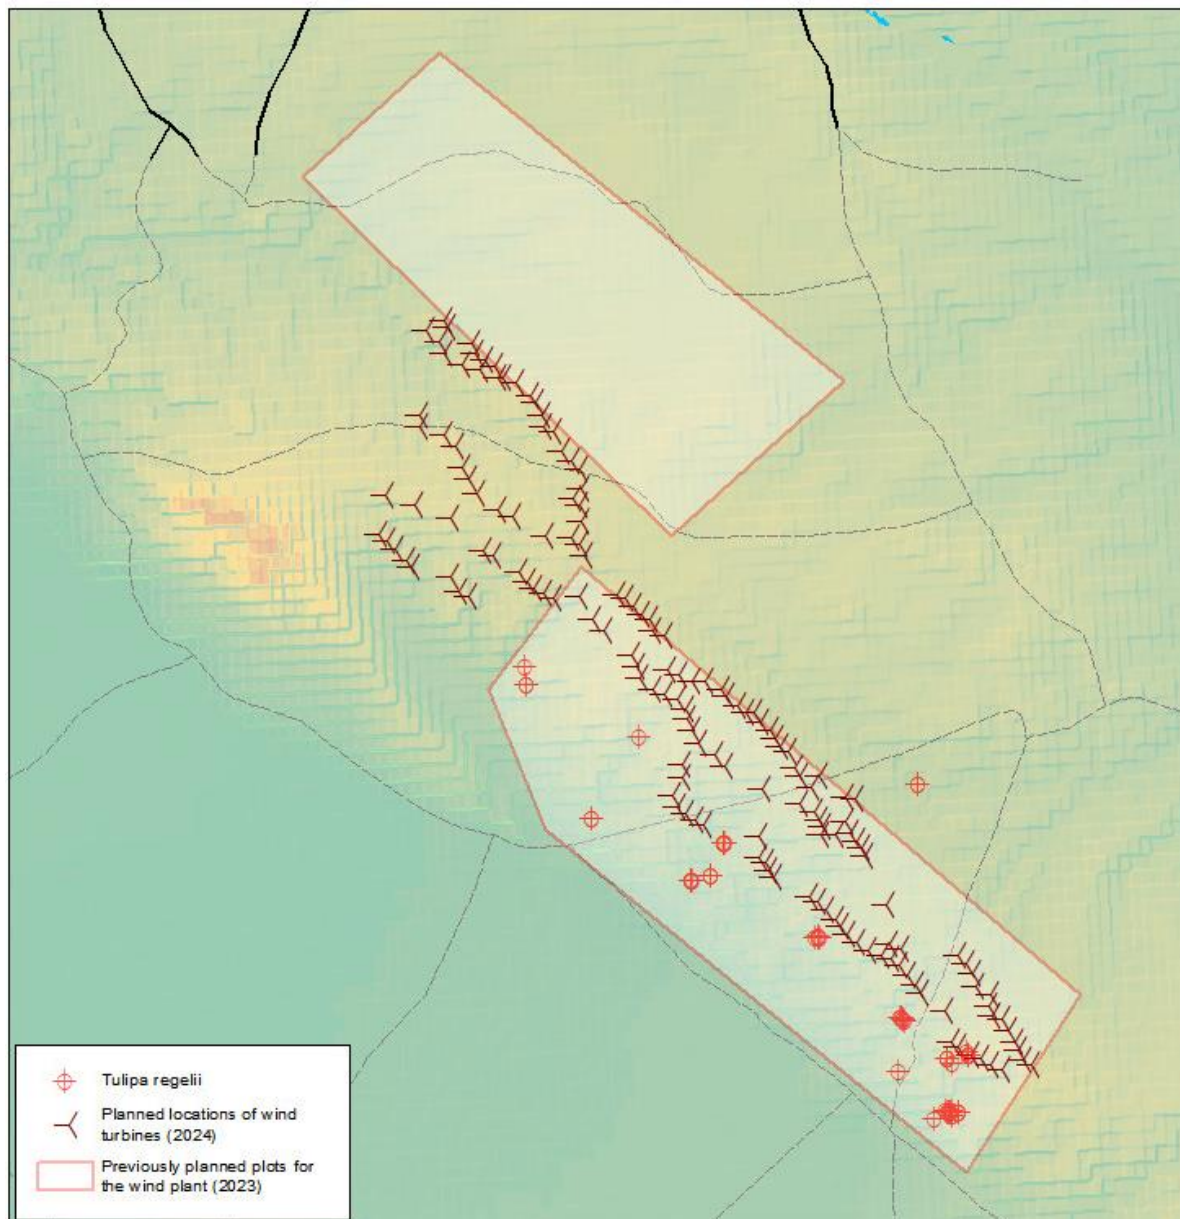 Tulipa regelii
Planned locations of wind
turbines (2024)
Previously planned plots for
the wind plant (2023)